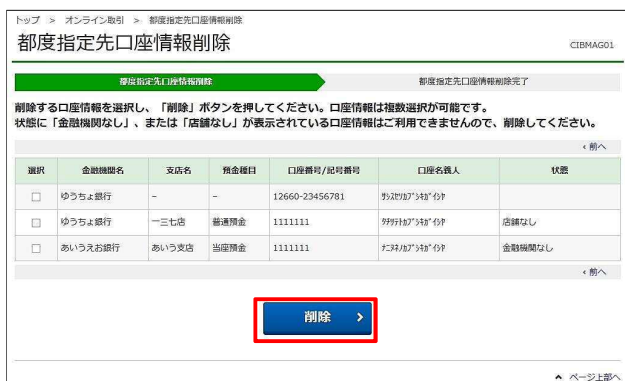 トップ > オンライン取引 > 都度指定先口座情報削除
都度指定先口座情報削除
CIBMAG01
都度指定先口座情報削除 都度指定先口座情報削除完了
削除する口座情報を選択し、「削除」ボタンを押してください。口座情報は複数選択が可能です。
状態に「金融機関なし」、または「店舗なし」が表示されている口座情報はご利用できませんので、削除してください。
‹ 前へ
選択 金融機関名 支店名 預金種目 口座番号/記号番号 口座名義人 状態
ゆうちょ銀行 - - 12660-23456781 ｻｼｽｾｿｶﾌﾞｼｷｶﾞｲｼﾔ
ゆうちょ銀行 一三七店 普通預金 1111111 ﾀﾁﾂﾃﾄｶﾌﾞｼｷｶﾞｲｼﾔ 店舗なし
あいうえお銀行 あいう支店 当座預金 1111111 ﾅﾆﾇﾈﾉｶﾌﾞｼｷｶﾞｲｼﾔ 金融機関なし
‹ 前へ
削除 ›
ページ上部へ